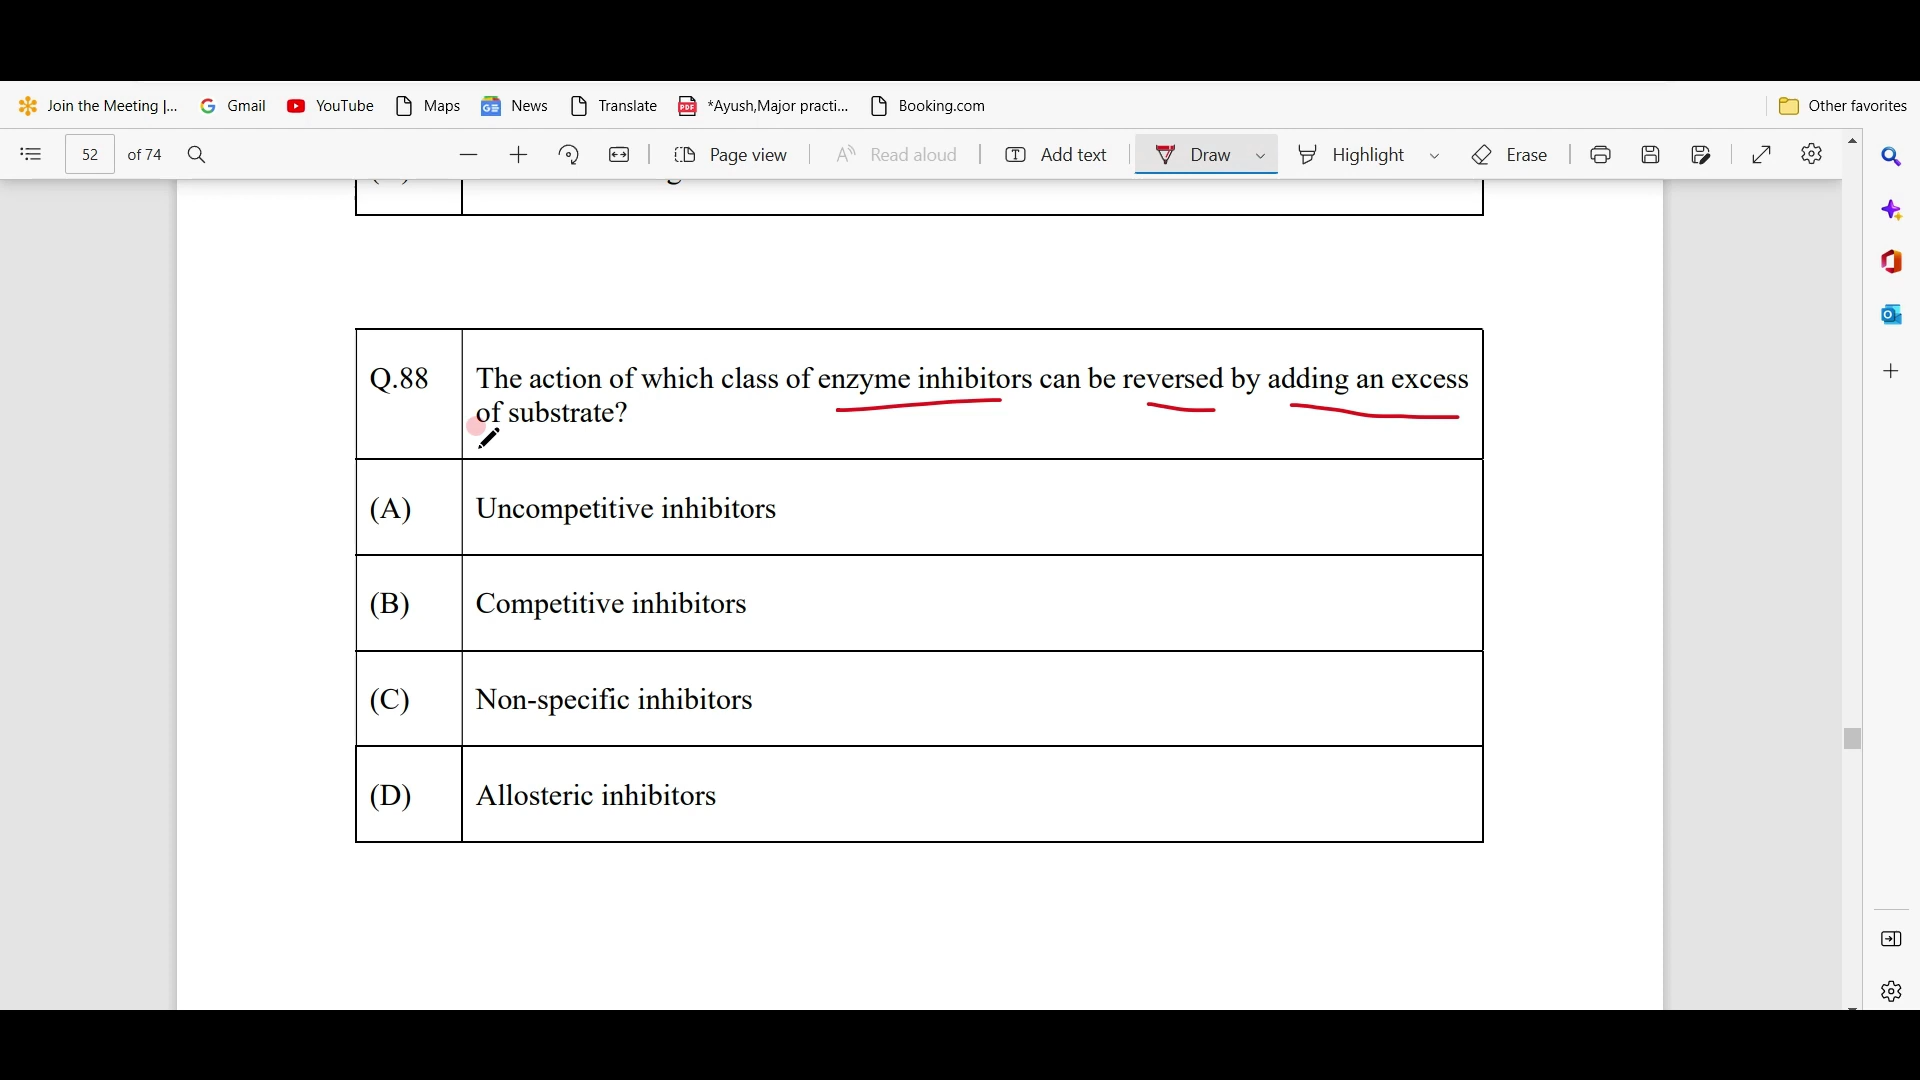 Join the Meeting |... Gmail YouTube Maps News Translate *Ayush,Major practi... Booking.com Other favorites
52 of 74 Page view Read aloud Add text Draw Highlight Erase
Q.88 The action of which class of enzyme inhibitors can be reversed by adding an excess
of substrate?
(A) Uncompetitive inhibitors
(B) Competitive inhibitors
(C) Non-specific inhibitors
(D) Allosteric inhibitors